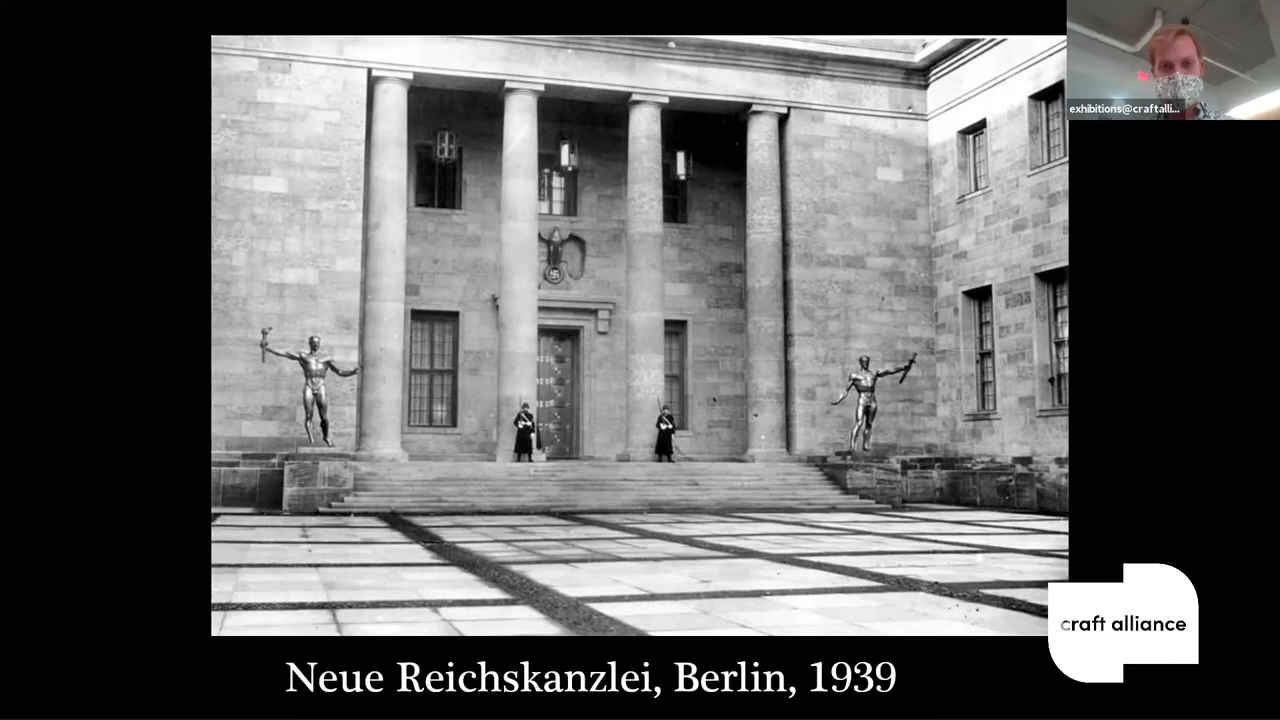 exhibitions@craftalli...
craft alliance
Neue Reichskanzlei, Berlin, 1939